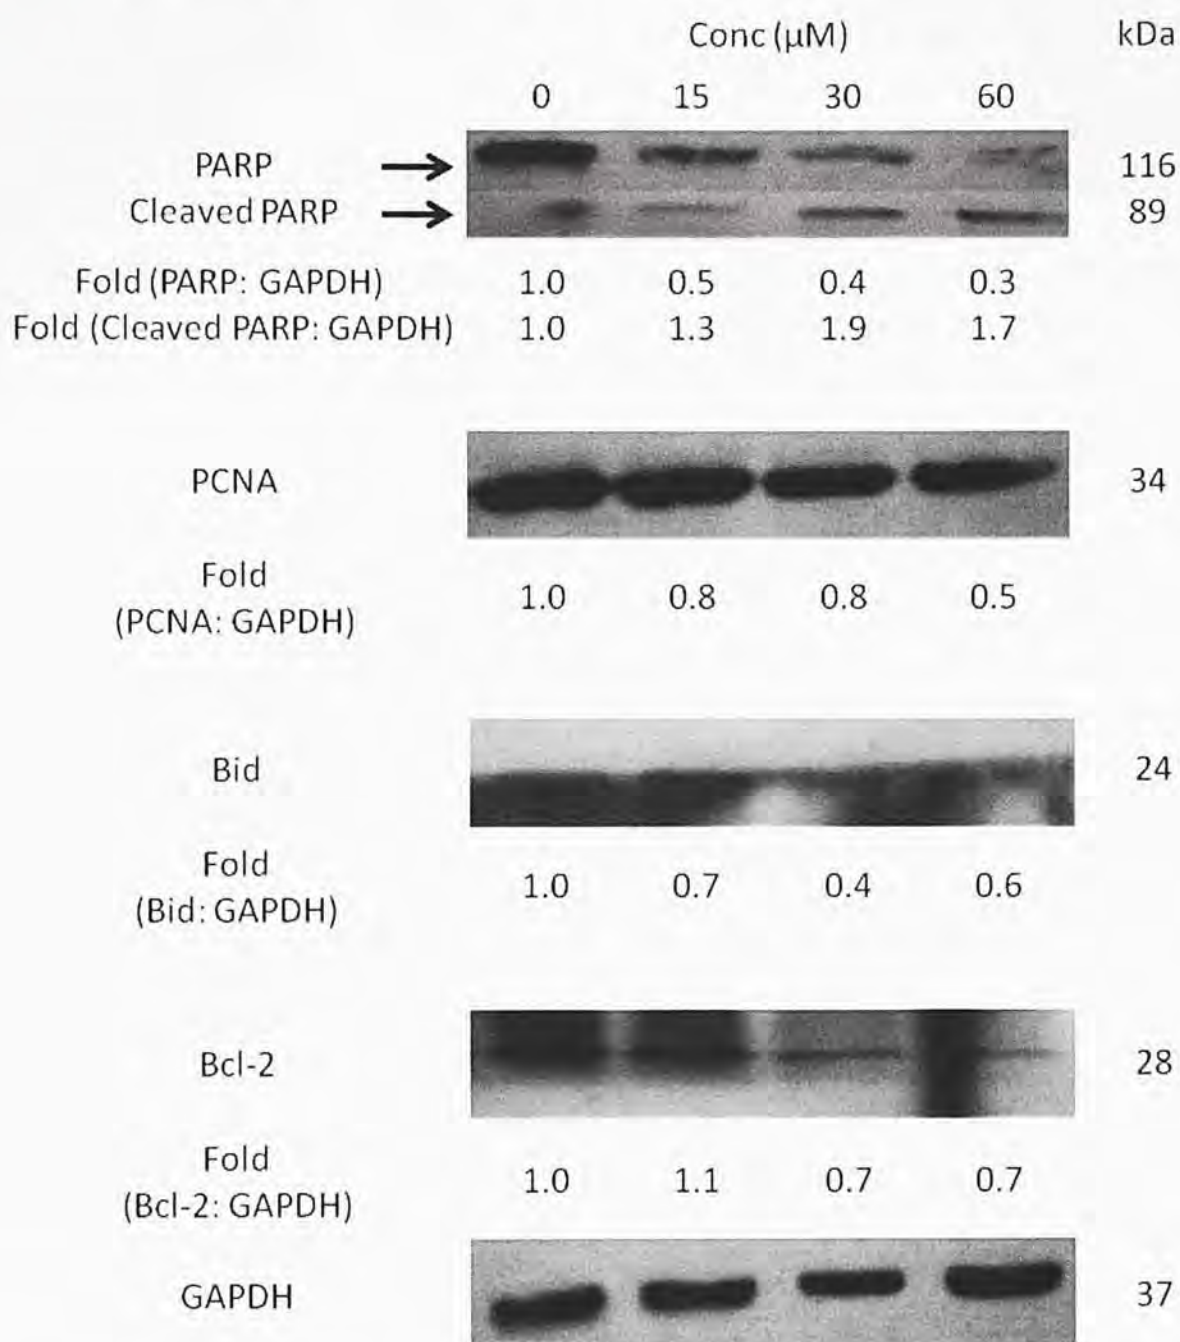 Conc (µM) kDa
0 15 30 60
PARP 116
Cleaved PARP 89
Fold (PARP: GAPDH) 1.0 0.5 0.4 0.3
Fold (Cleaved PARP: GAPDH) 1.0 1.3 1.9 1.7
PCNA 34
Fold
(PCNA: GAPDH) 1.0 0.8 0.8 0.5
Bid 24
Fold
(Bid: GAPDH) 1.0 0.7 0.4 0.6
Bcl-2 28
Fold
(Bcl-2: GAPDH) 1.0 1.1 0.7 0.7
GAPDH 37